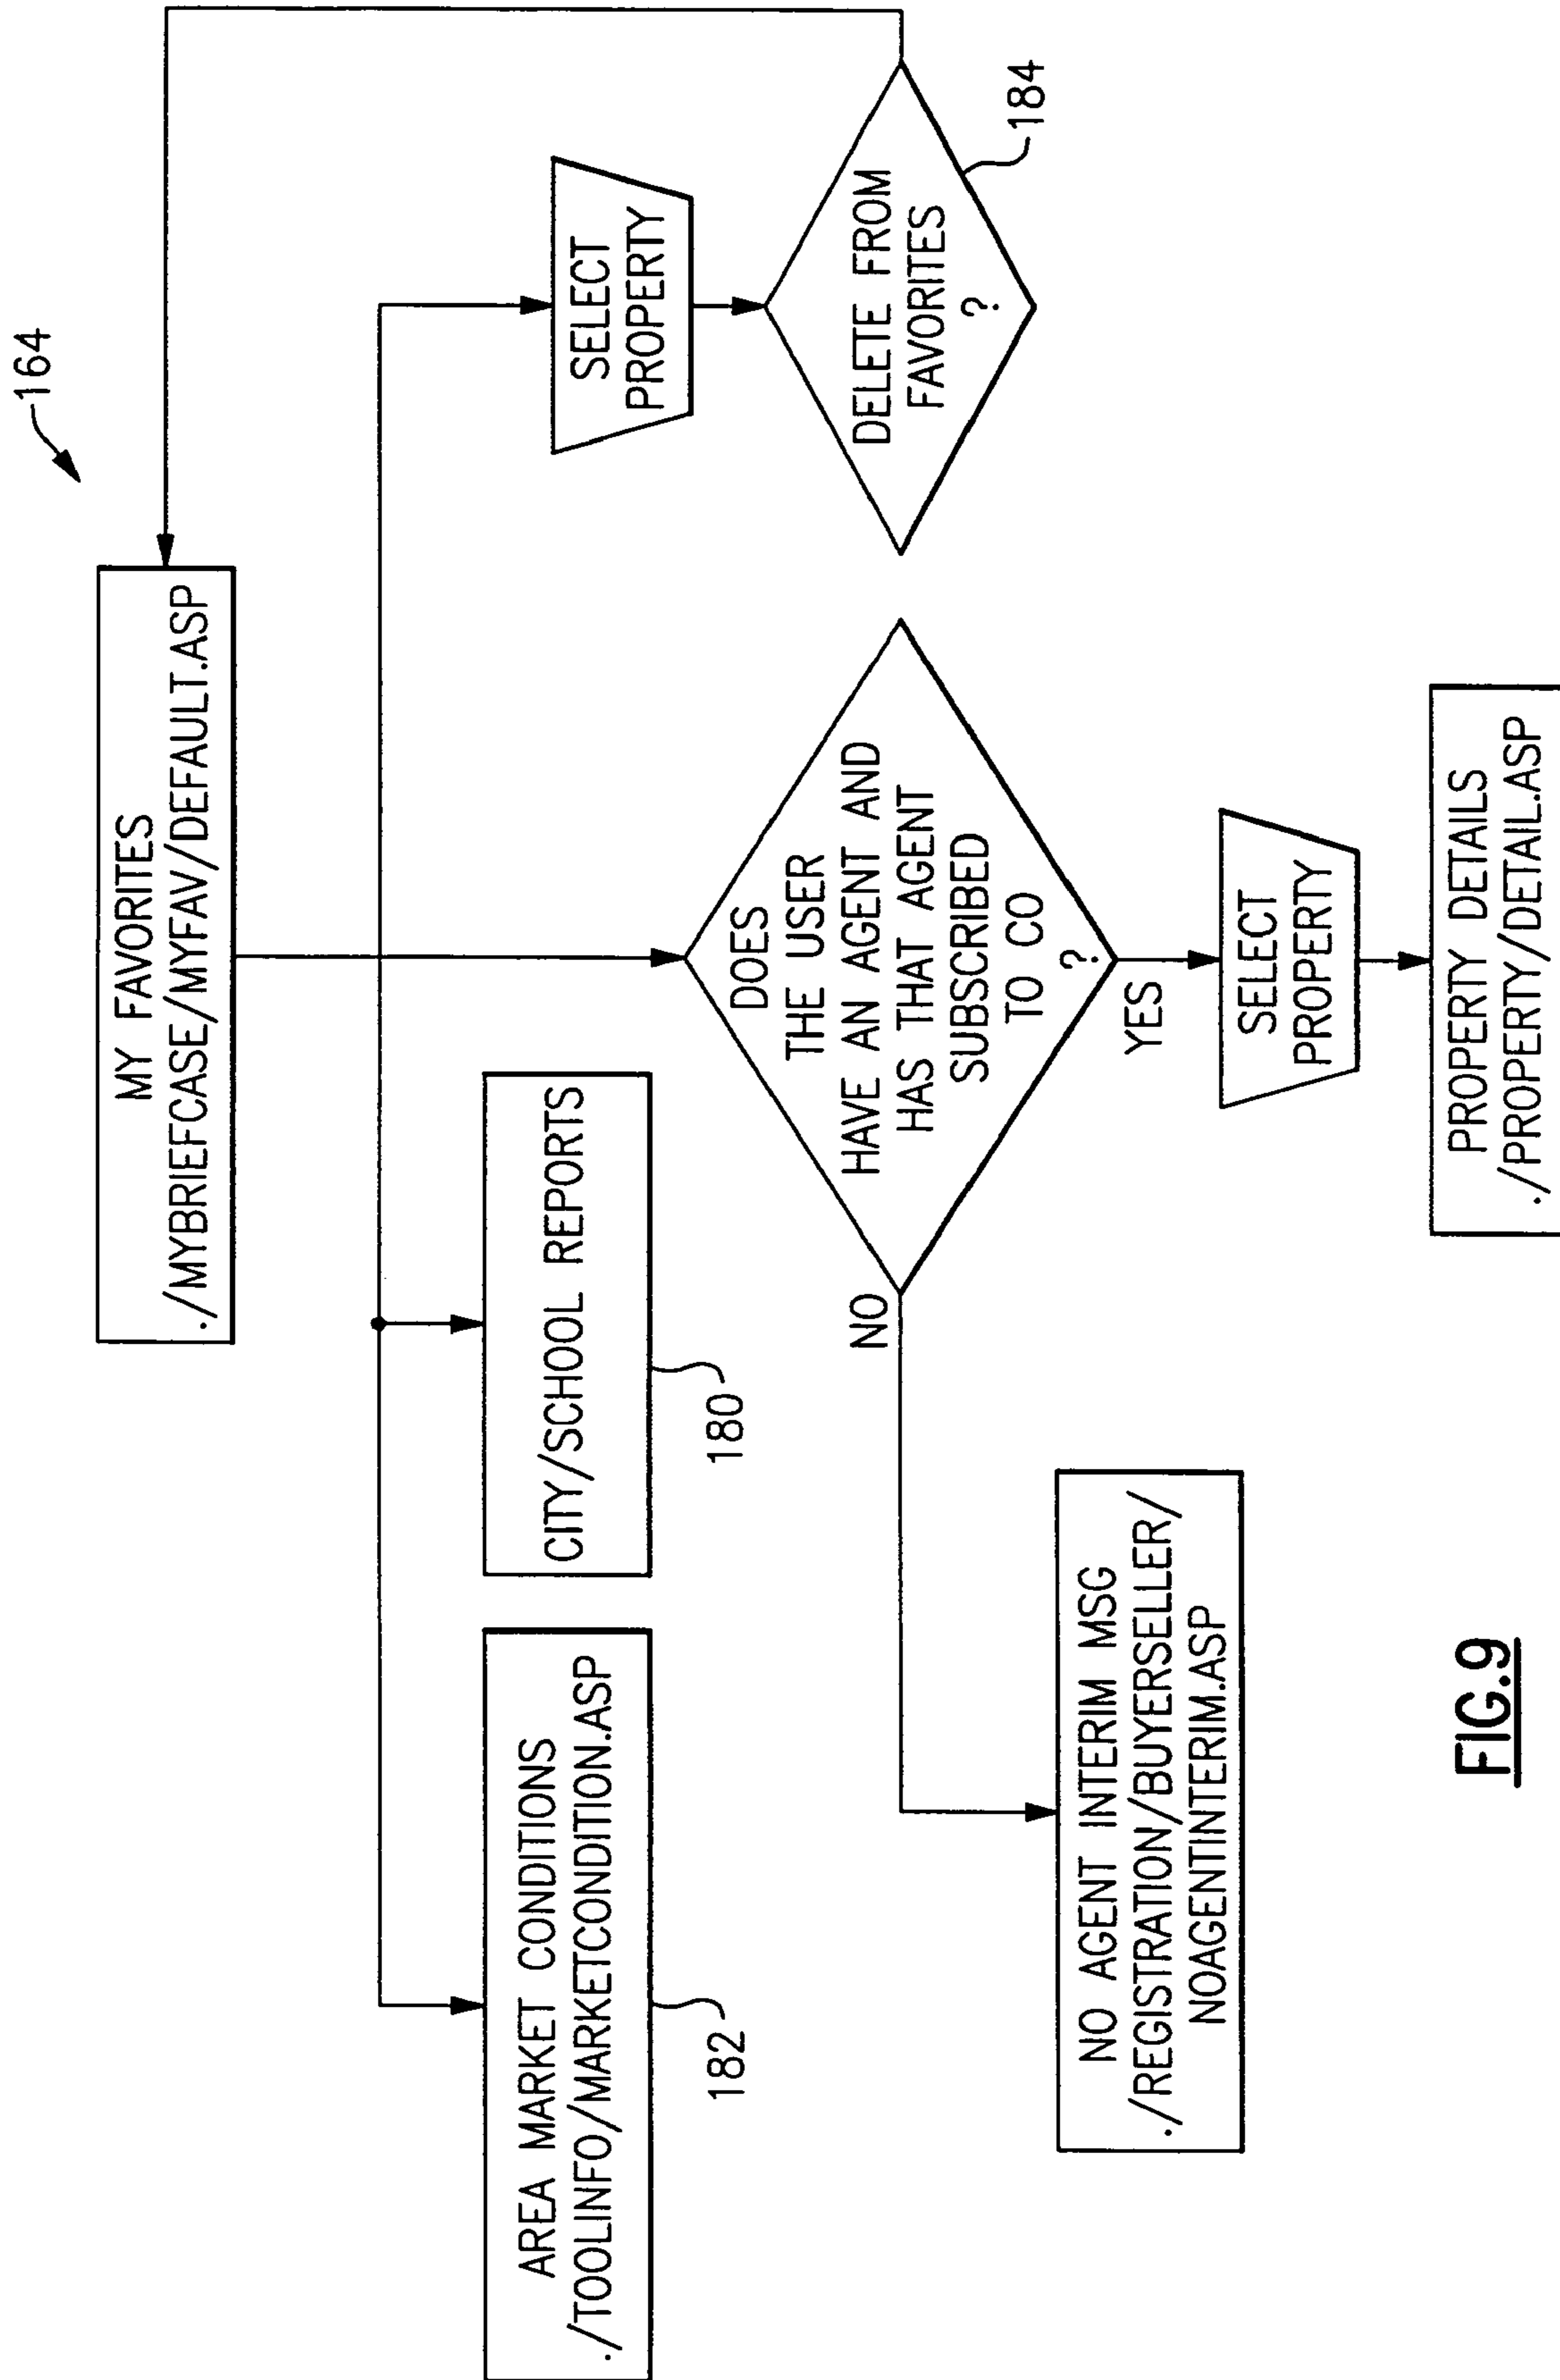 164
MY FAVORITES
./MYBRIEFCASE/MYFAV/DEFAULT.ASP
AREA MARKET CONDITIONS
./TOOLINFO/MARKETCONDITION.ASP
182
CITY/SCHOOL REPORTS
180
SELECT
PROPERTY
DELETE FROM
FAVORITES
?
184
DOES
THE USER
HAVE AN AGENT AND
HAS THAT AGENT
SUBSCRIBED
TO CO
?
NO
YES
NO AGENT INTERIM MSG
./REGISTRATION/BUYERSELLER/
NOAGENTINTERIM.ASP
SELECT
PROPERTY
PROPERTY DETAILS
./PROPERTY/DETAIL.ASP
FIG.9